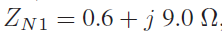 Z_{N1} = 0.6 + j 9.0 Ω,